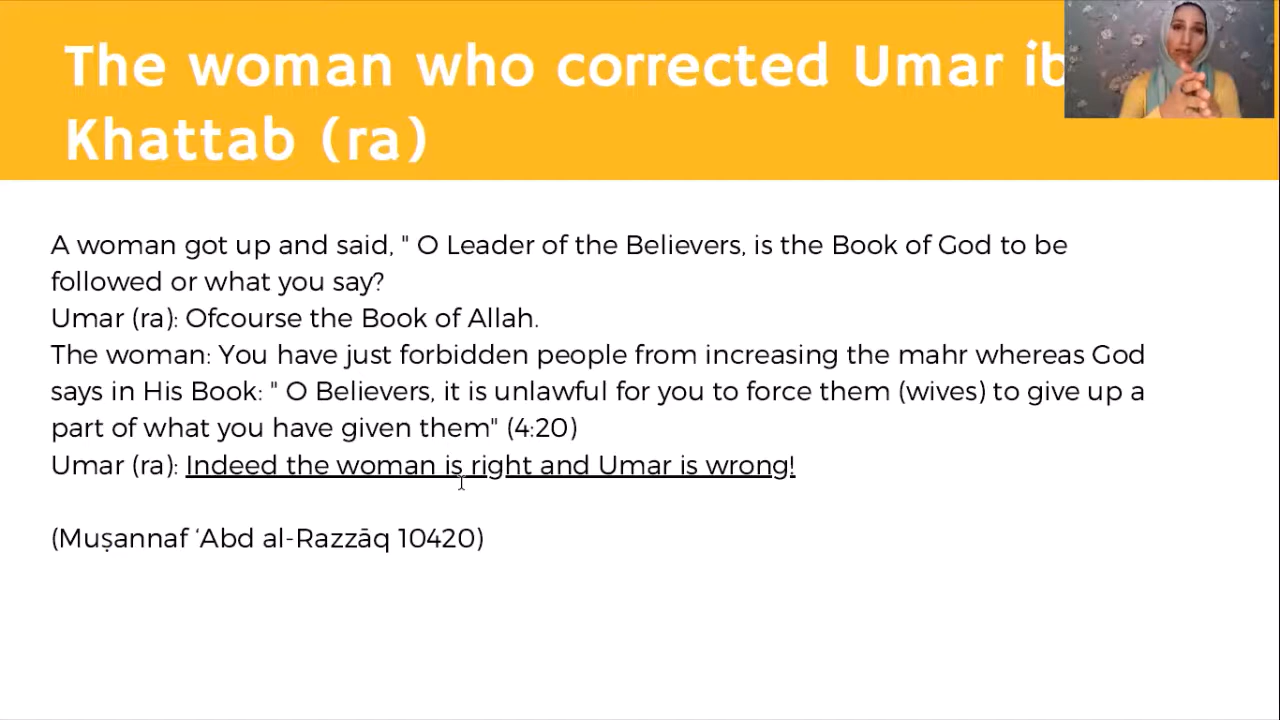 The woman who corrected Umar ib
Khattab (ra)
A woman got up and said, " O Leader of the Believers, is the Book of God to be
followed or what you say?
Umar (ra): Ofcourse the Book of Allah.
The woman: You have just forbidden people from increasing the mahr whereas God
says in His Book: " O Believers, it is unlawful for you to force them (wives) to give up a
part of what you have given them" (4:20)
Umar (ra): Indeed the woman is right and Umar is wrong!
(Muṣannaf ‘Abd al-Razzāq 10420)